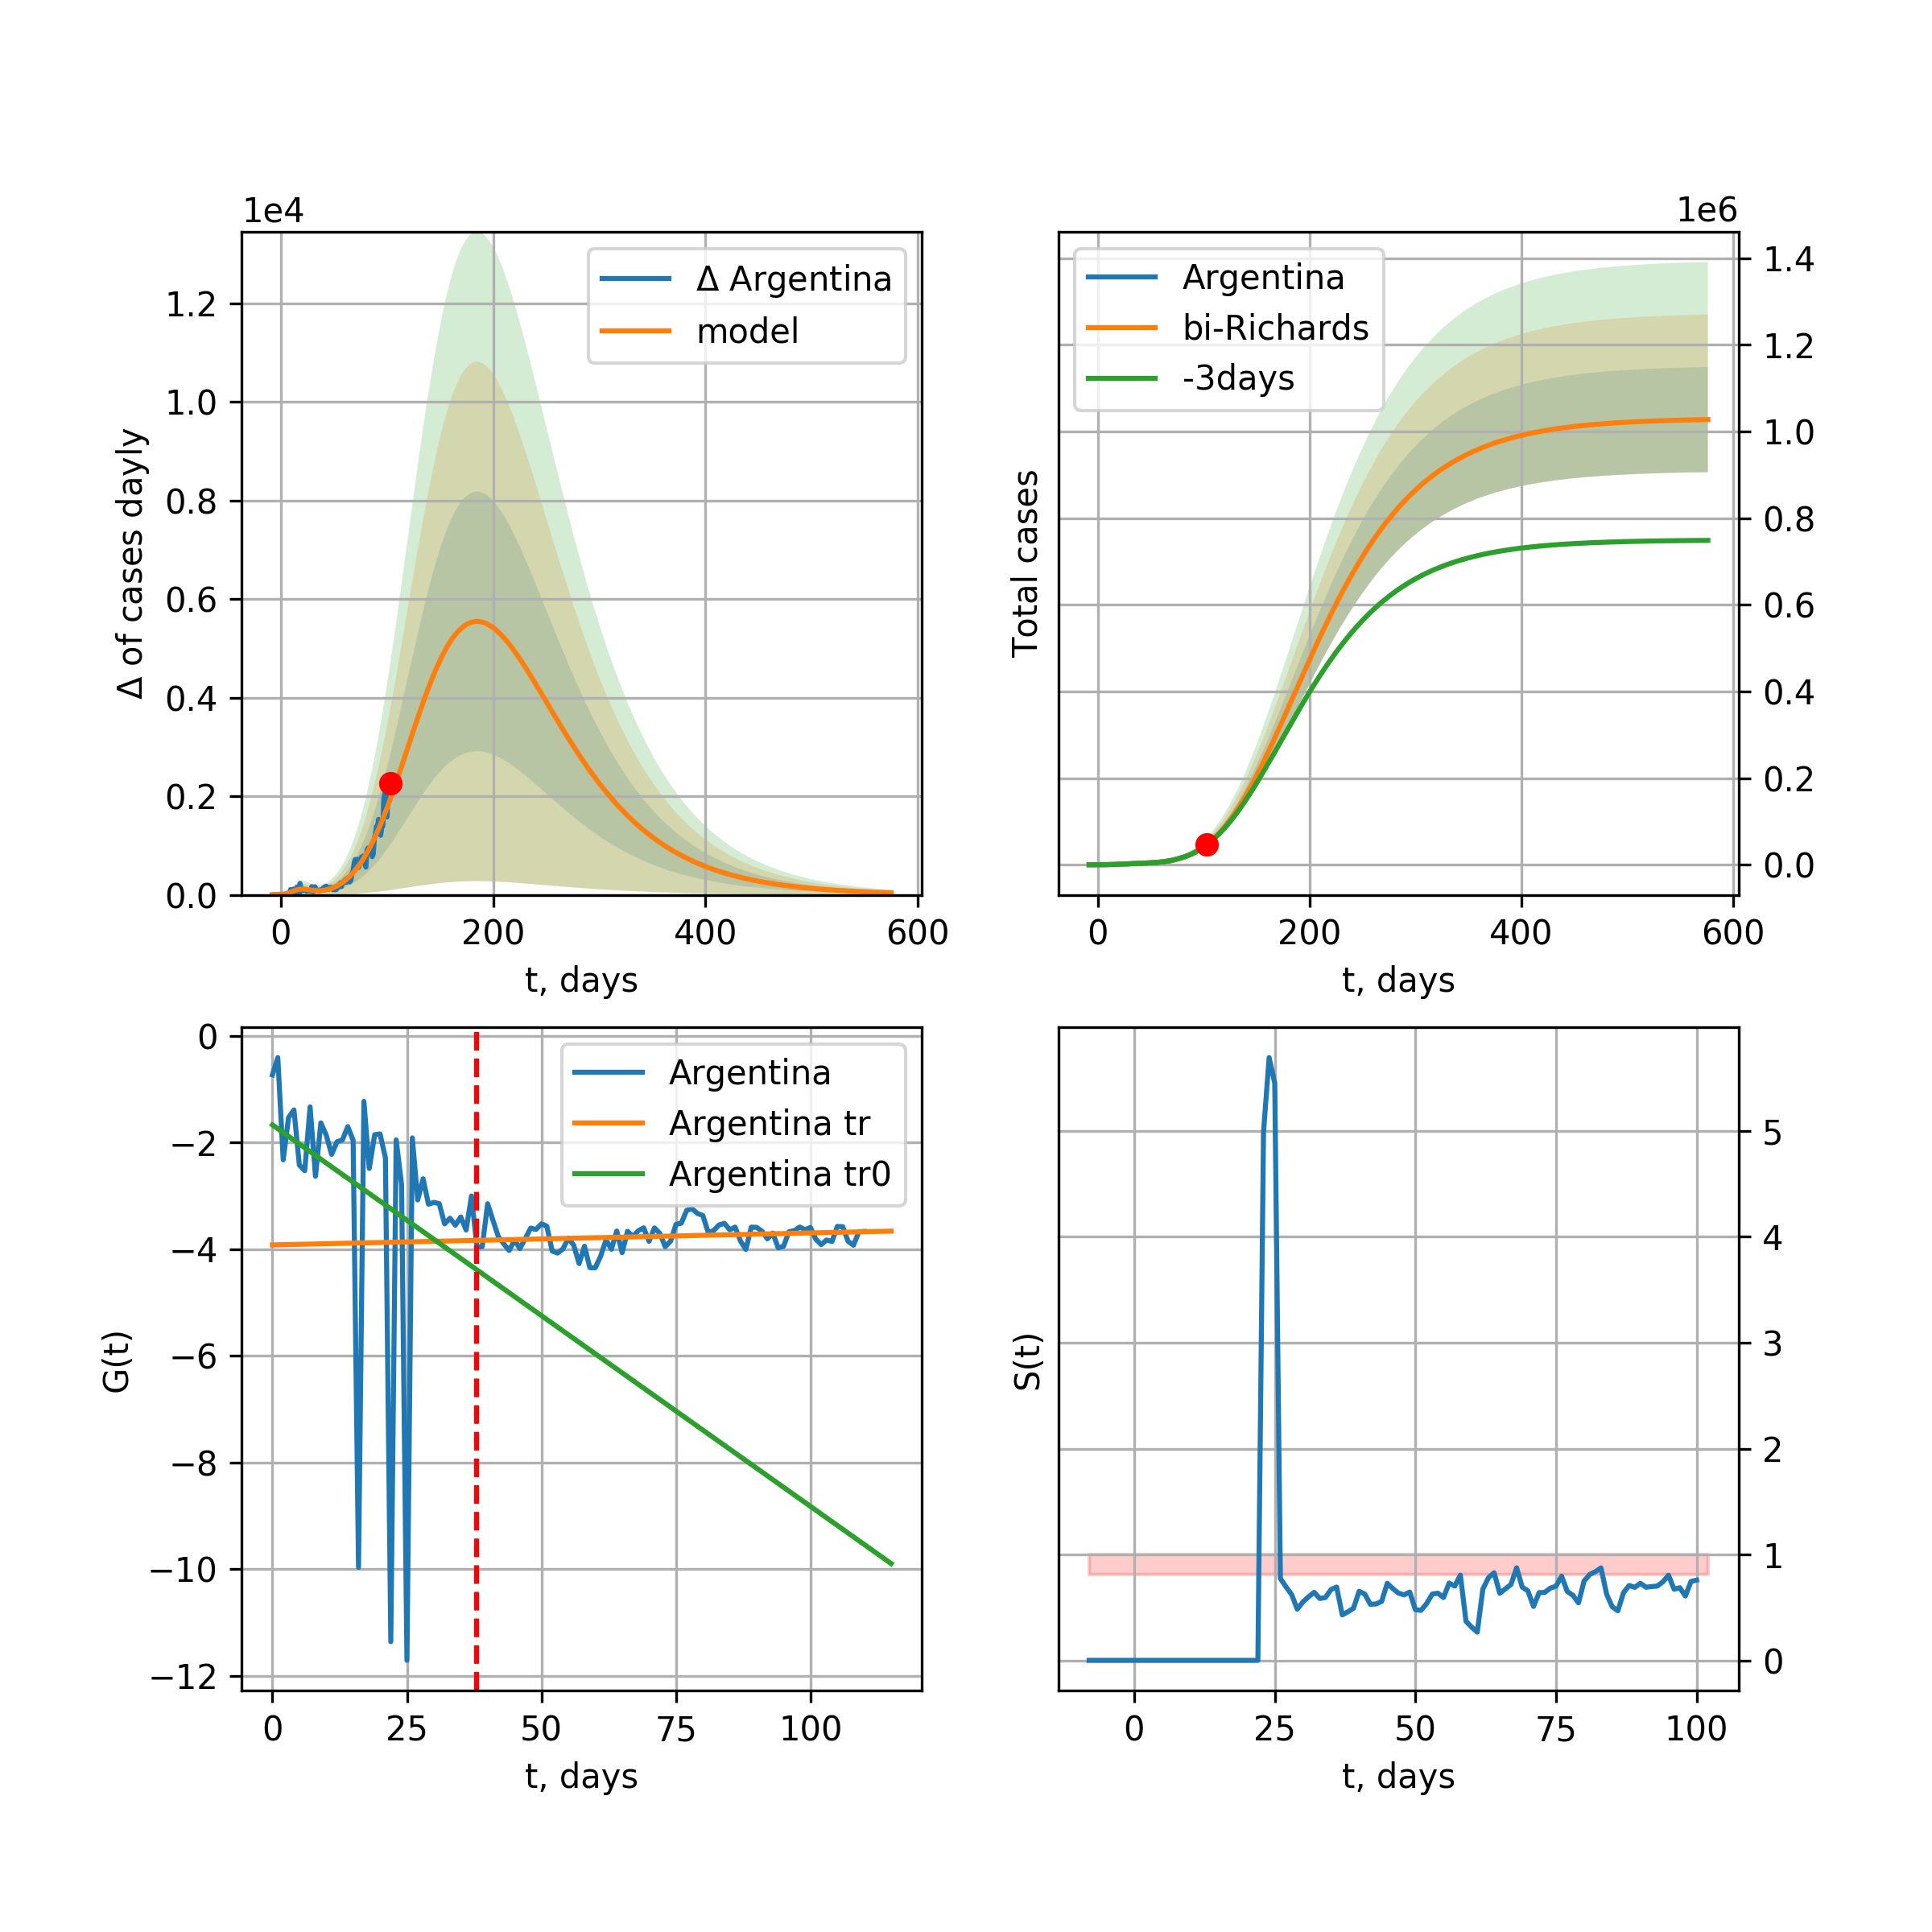 1e4
Δ of cases dayly
1.2
1.0
0.8
0.6
0.4
0.2
0.0
0 200 400 600
t, days
Δ Argentina
model
1e6
Total cases
1.4
1.2
1.0
0.8
0.6
0.4
0.2
0.0
0 200 400 600
t, days
Argentina
bi-Richards
-3days
G(t)
0
−2
−4
−6
−8
−10
−12
0 25 50 75 100
t, days
Argentina
Argentina tr
Argentina tr0
S(t)
5
4
3
2
1
0
0 25 50 75 100
t, days